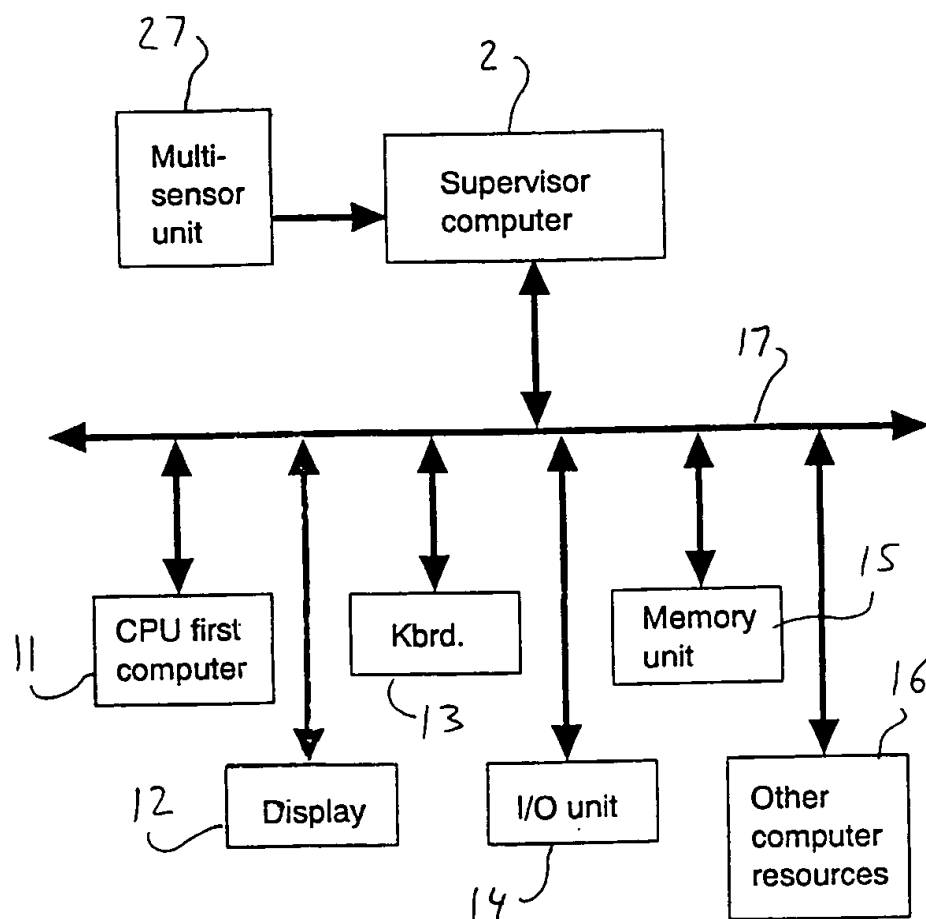 27
2
Multi-
sensor
unit
Supervisor
computer
17
CPU first
computer
11
Kbrd.
13
Memory
unit
15
16
12
Display
I/O unit
14
Other
computer
resources